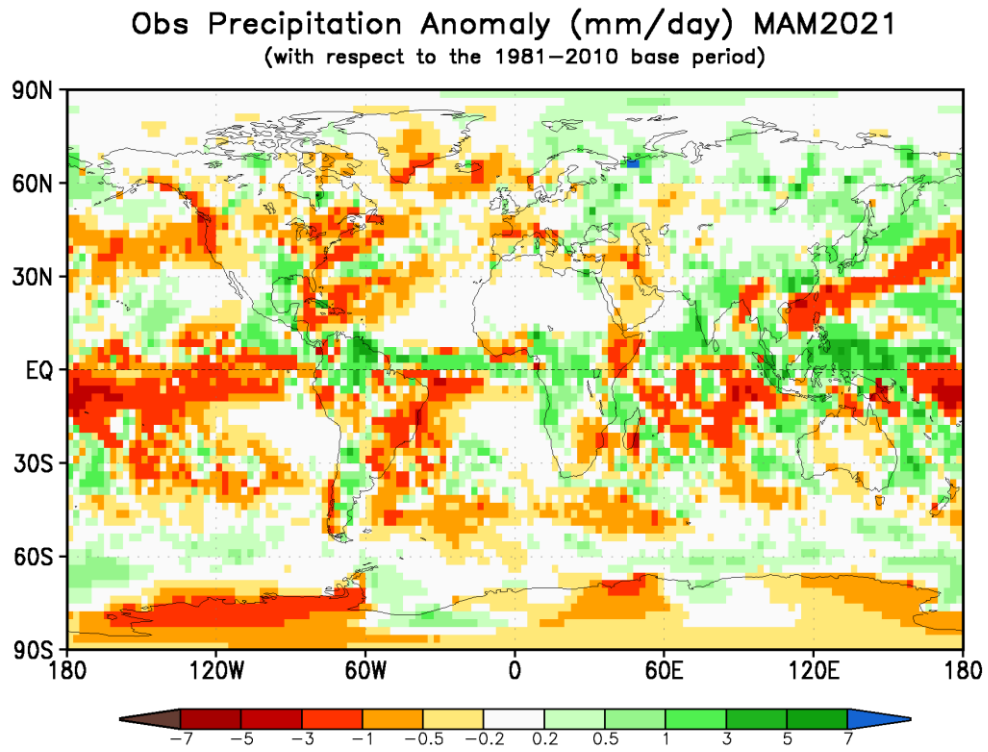 Obs Precipitation Anomaly (mm/day) MAM2021
(with respect to the 1981−2010 base period)
90N
60N
30N
EQ
30S
60S
90S
180 120W 60W 0 60E 120E 180
−7 −5 −3 −1 −0.5 −0.2 0.2 0.5 1 3 5 7